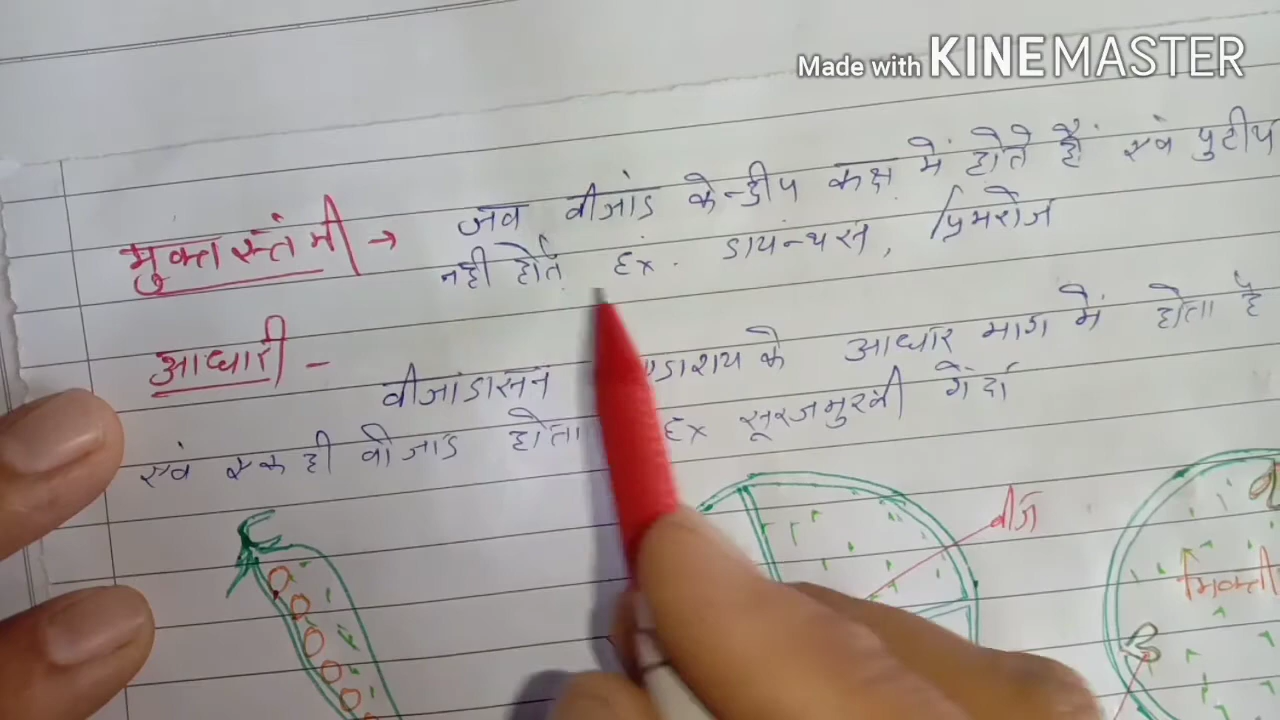 Made with KINEMASTER
जब बीजांड केन्द्रीय कक्ष में होते हैं एवं पुटीय
मुक्तस्तंमी → नही होते Ex. डायन्थस, प्रिमरोज
आधारी -
बीजांडासन ण्डाशय के आधार भाग में होता है
एवं एक ही बीजांड होता Ex सूरजमुखी गेंदा
बीज
भित्ती